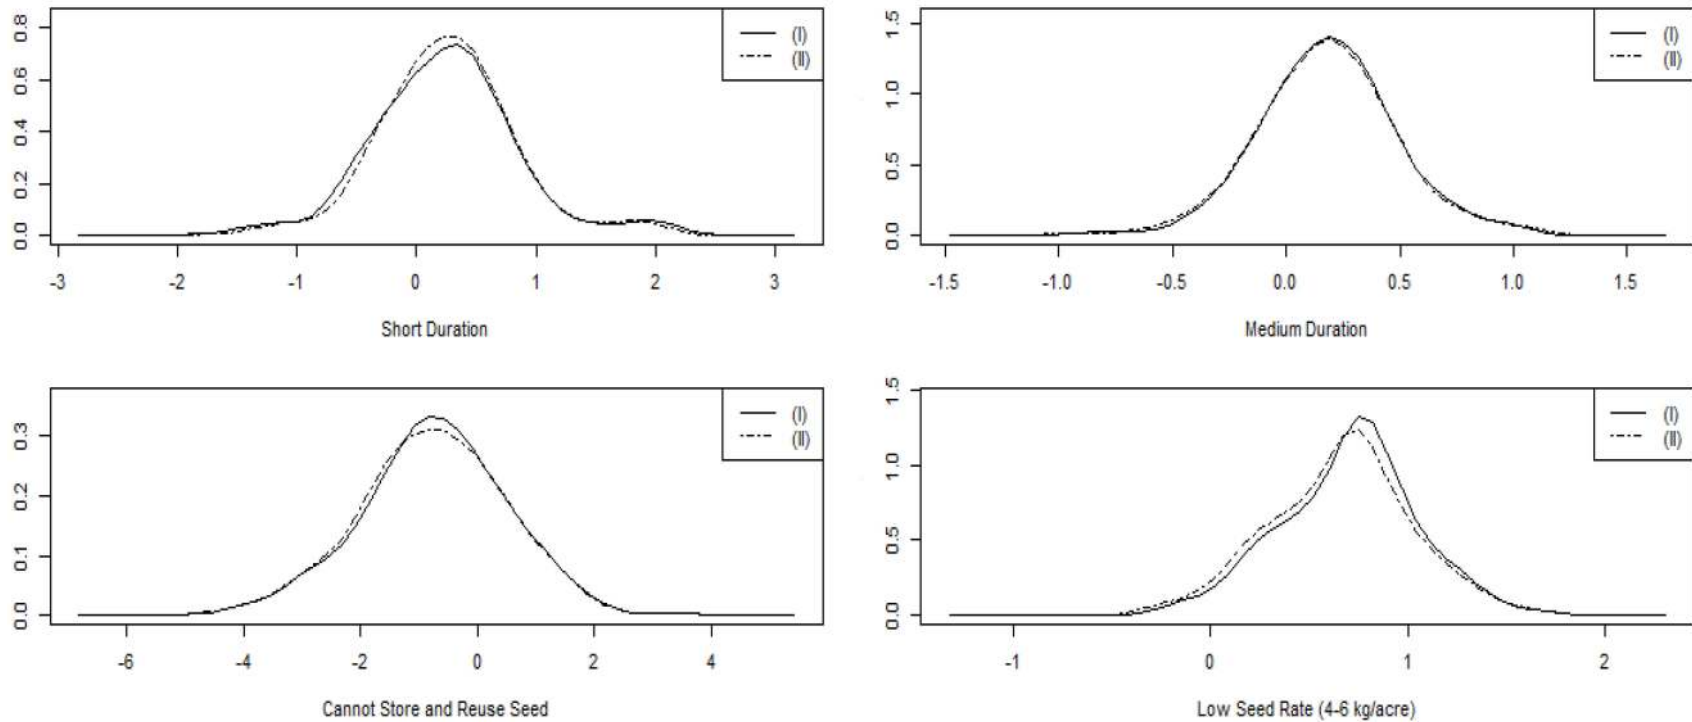 0.0 0.2 0.4 0.6 0.8
(I)
(II)
-3 -2 -1 0 1 2 3
Short Duration
0.0 0.5 1.0 1.5
(I)
(II)
-1.5 -1.0 -0.5 0.0 0.5 1.0 1.5
Medium Duration
0.0 0.1 0.2 0.3
(I)
(II)
-6 -4 -2 0 2 4
Cannot Store and Reuse Seed
0.0 0.5 1.0 1.5
(I)
(II)
-1 0 1 2
Low Seed Rate (4-6 kg/acre)